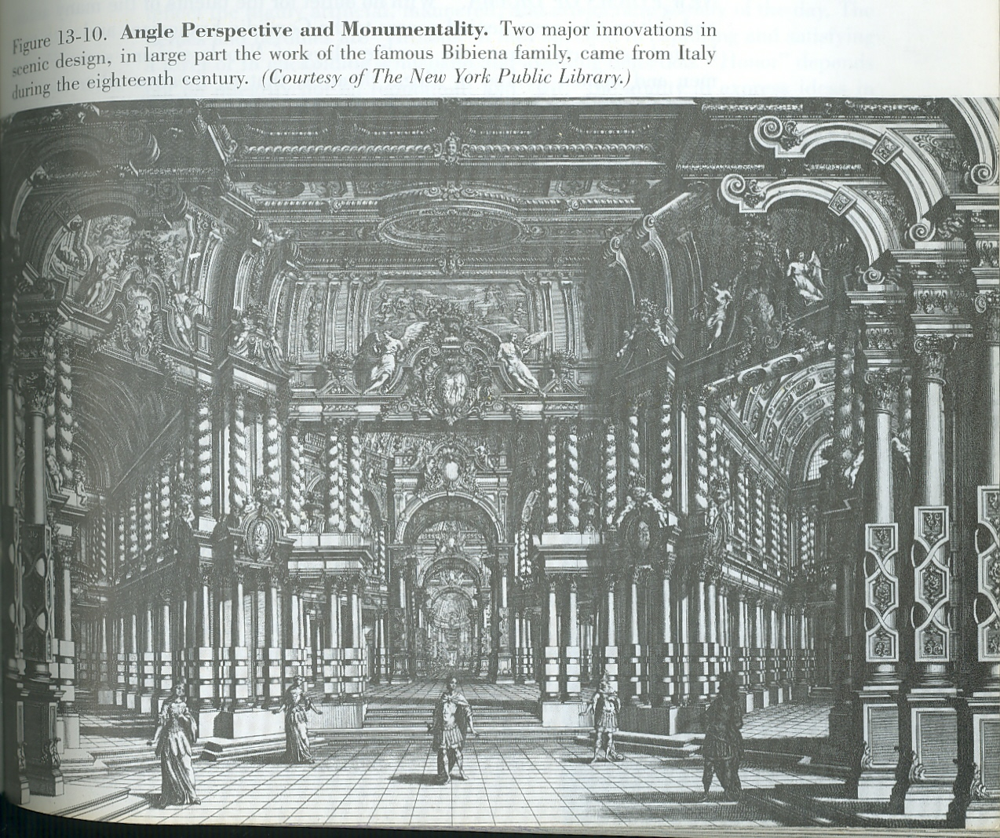 Figure 13-10. Angle Perspective and Monumentality. Two major innovations in
scenic design, in large part the work of the famous Bibiena family, came from Italy
during the eighteenth century. (Courtesy of The New York Public Library.)